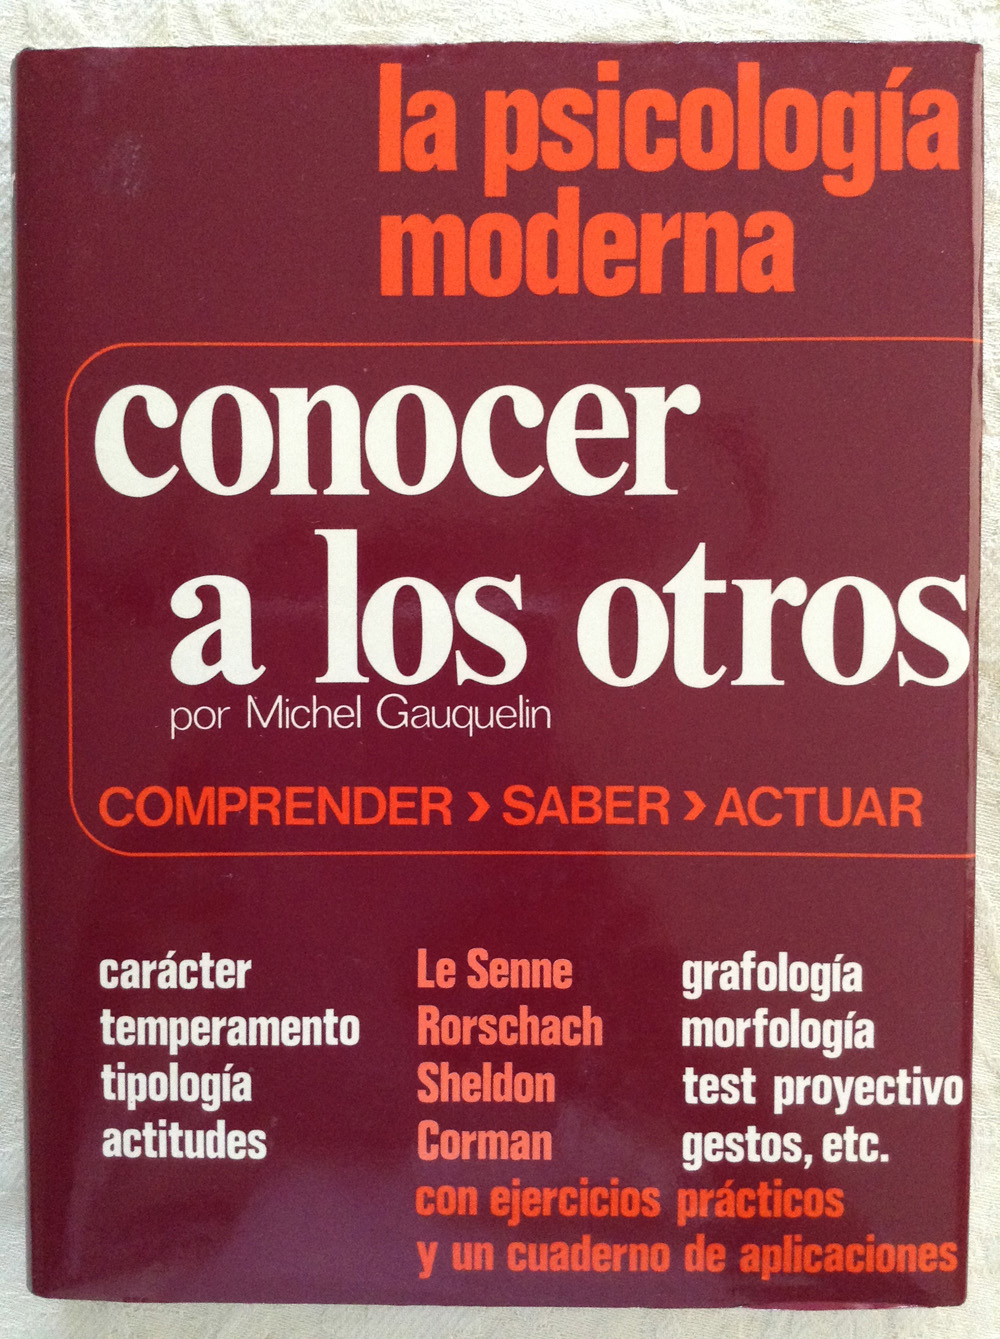 la psicología
moderna
conocer
a los otros
por Michel Gauquelin
COMPRENDER › SABER › ACTUAR
carácter
temperamento
tipología
actitudes
Le Senne
Rorschach
Sheldon
Corman
grafología
morfología
test proyectivo
gestos, etc.
con ejercicios prácticos
y un cuaderno de aplicaciones